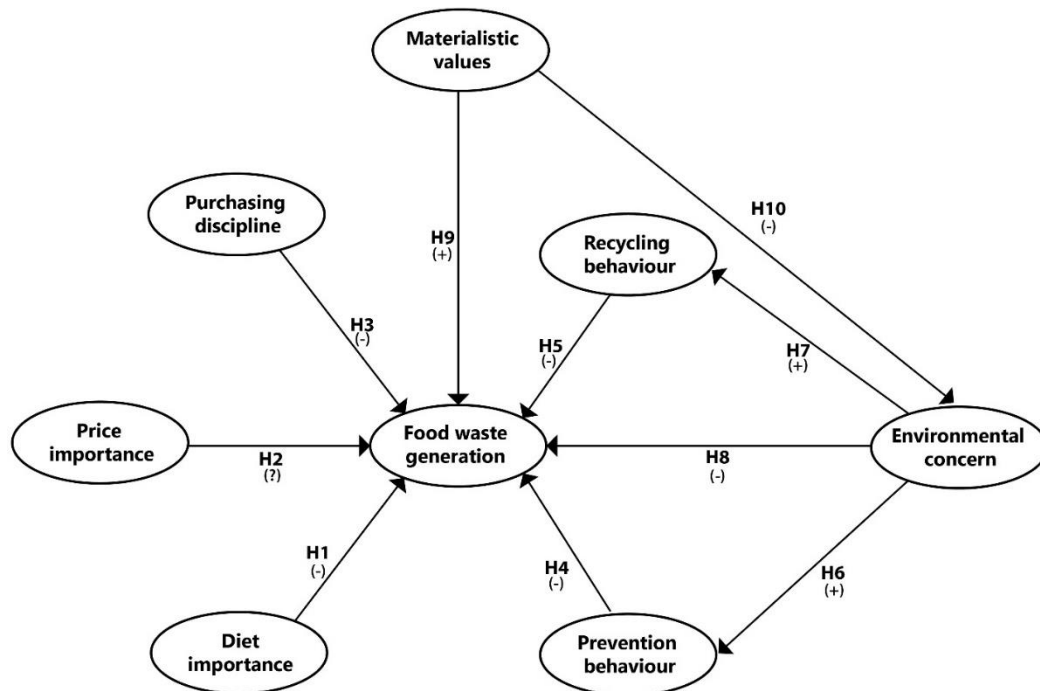 Materialistic
values
Purchasing
discipline
H10
(-)
H9
(+)
Recycling
behaviour
H3
(-)
H5
(-)
H7
(+)
Price
importance
H2
(?)
Food waste
generation
H8
(-)
Environmental
concern
H1
(-)
H4
(-)
H6
(+)
Diet
importance
Prevention
behaviour